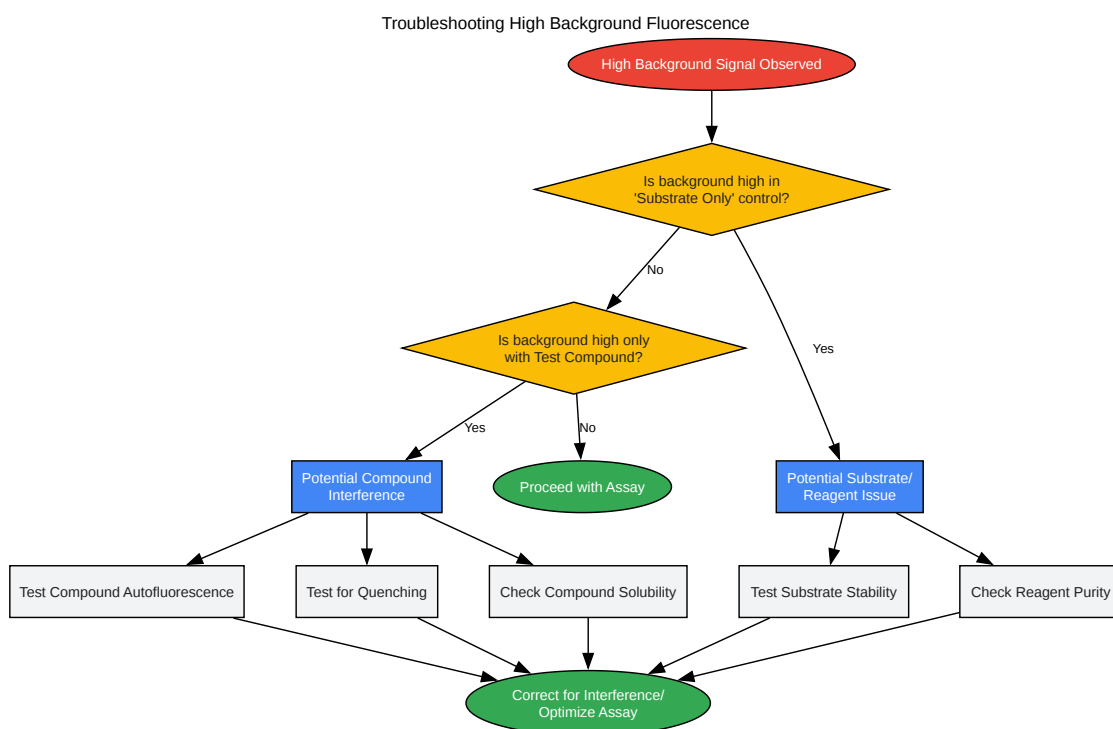 Troubleshooting High Background Fluorescence
High Background Signal Observed
Is background high in
'Substrate Only' control?
No
Yes
Is background high only
with Test Compound?
Yes
No
Potential Compound
Interference
Proceed with Assay
Potential Substrate/
Reagent Issue
Test Compound Autofluorescence
Test for Quenching
Check Compound Solubility
Test Substrate Stability
Check Reagent Purity
Correct for Interference/
Optimize Assay